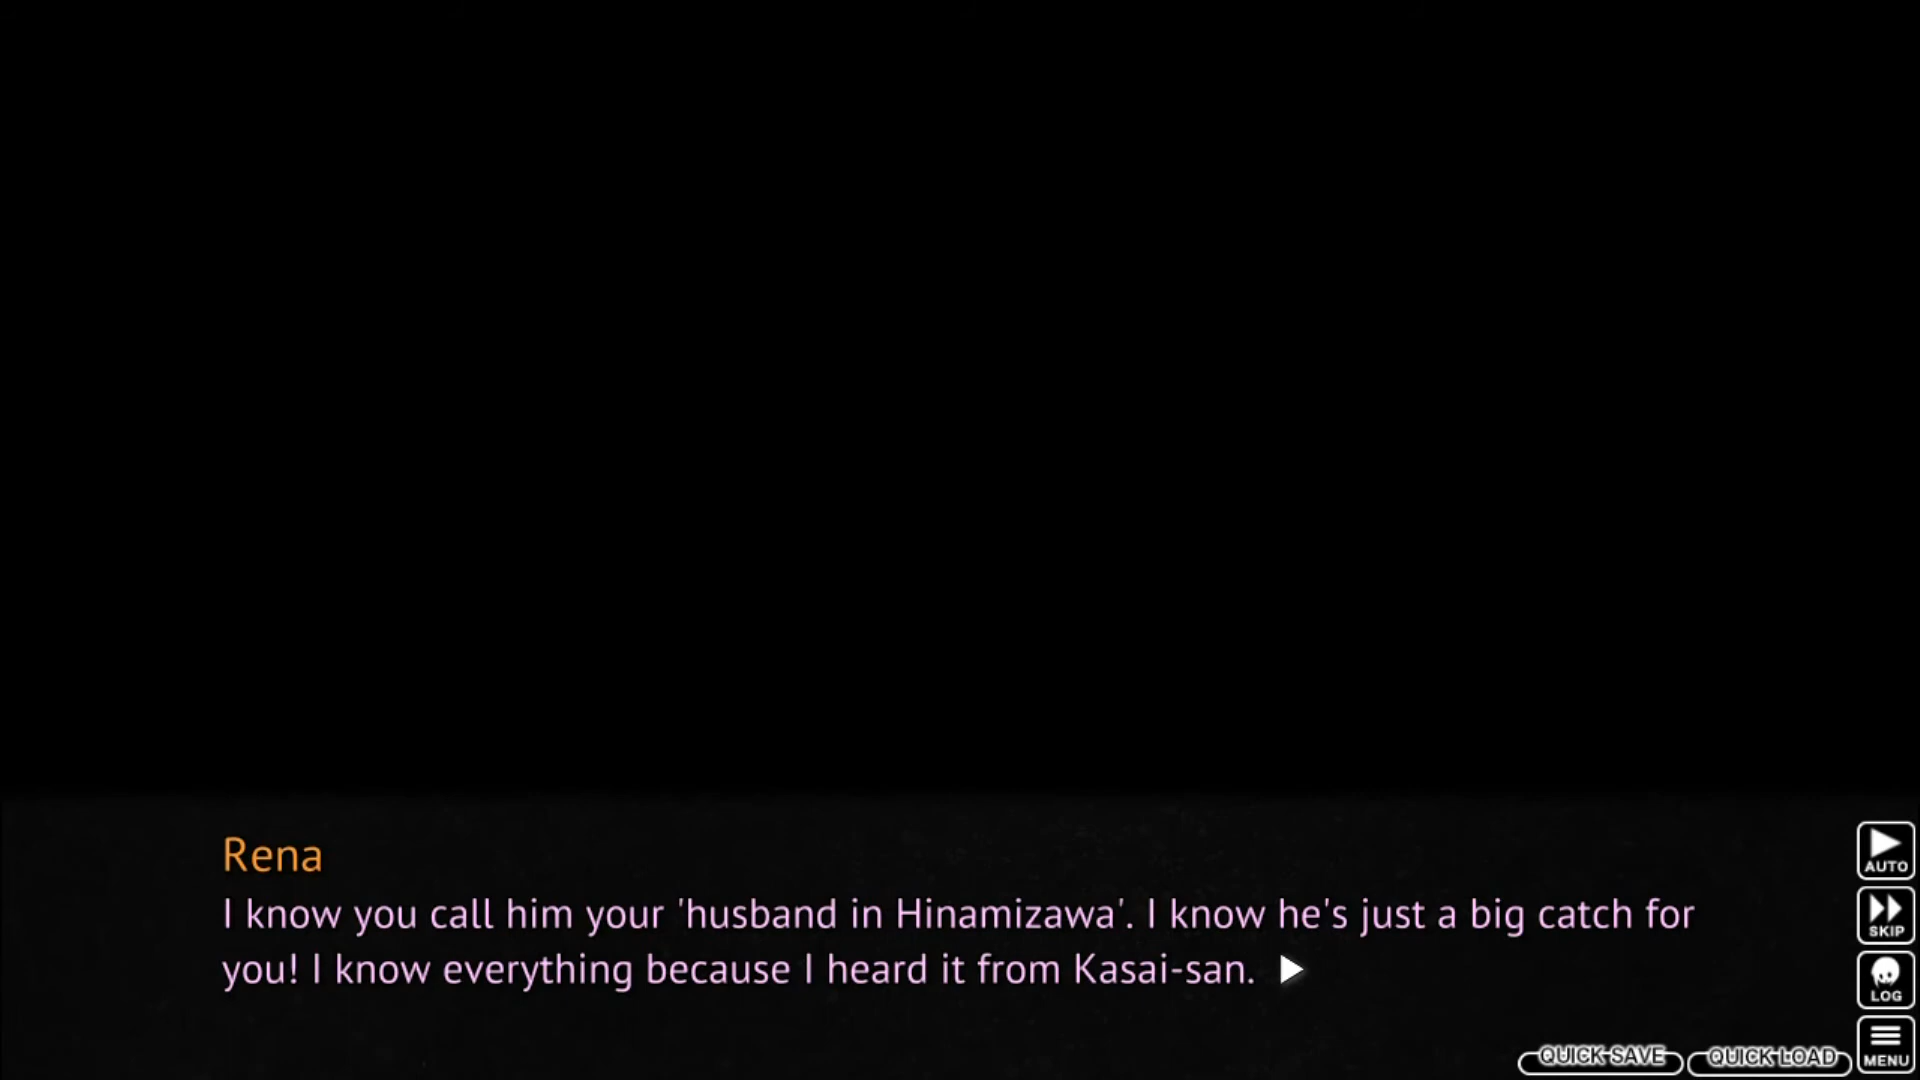 Rena
I know you call him your 'husband in Hinamizawa'. I know he's just a big catch for
you! I know everything because I heard it from Kasai-san.
AUTO
SKIP
LOG
MENU
QUICK SAVE QUICK LOAD